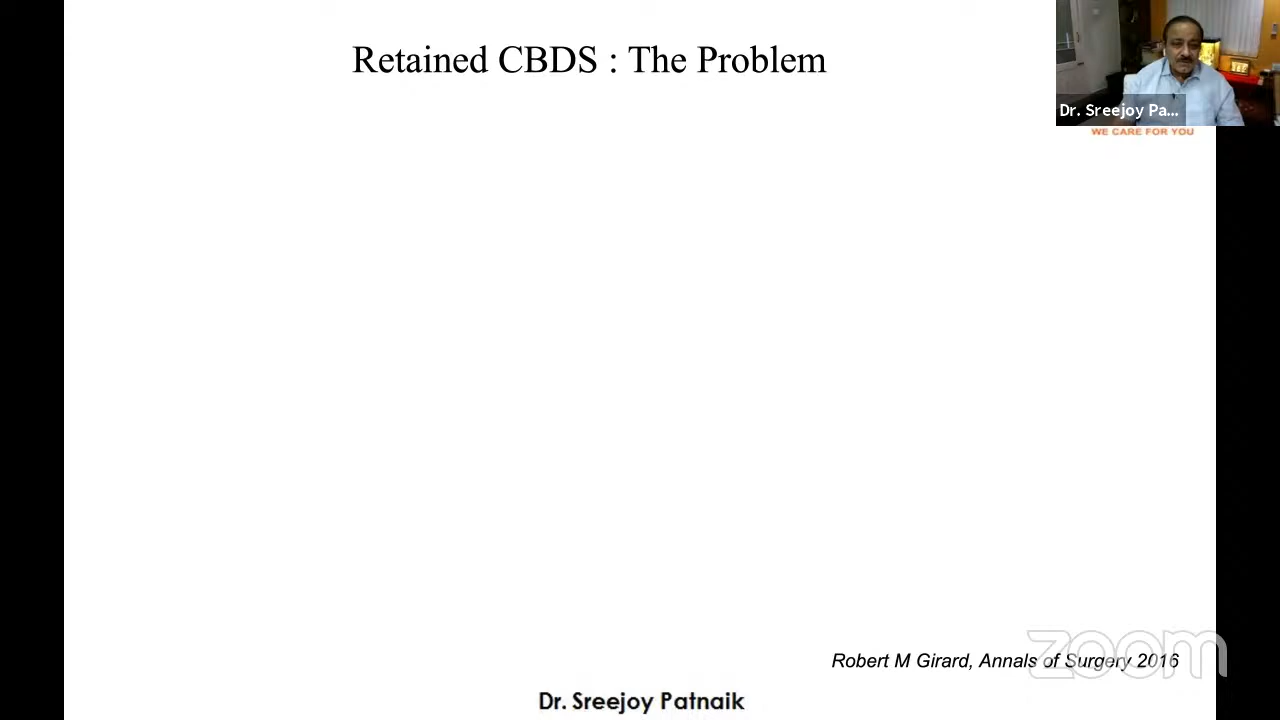 Retained CBDS : The Problem
Dr. Sreejoy Pa...
WE CARE FOR YOU
zoom
Robert M Girard, Annals of Surgery 2016
Dr. Sreejoy Patnaik